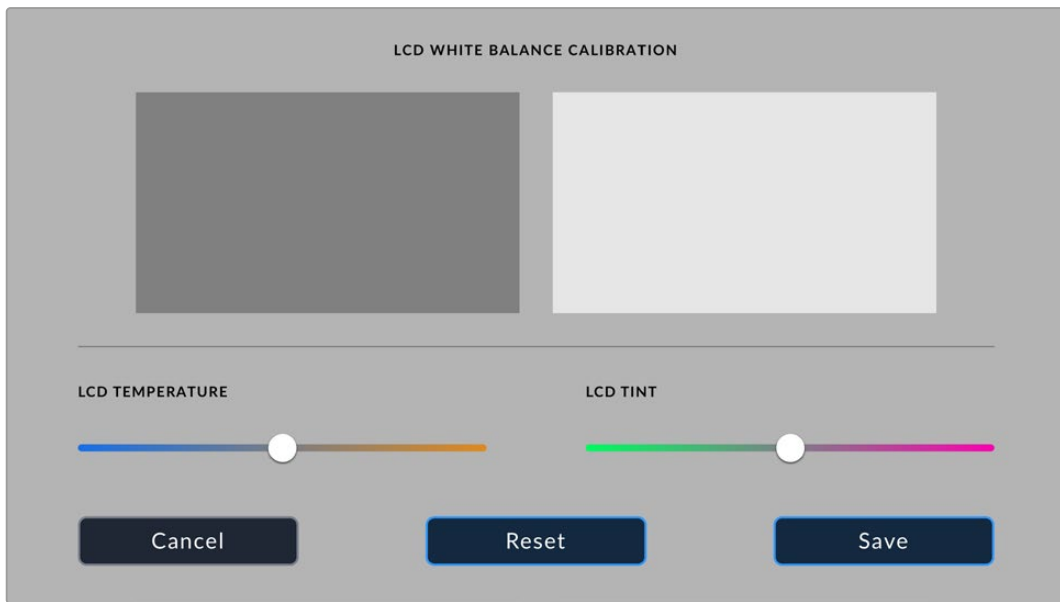 LCD WHITE BALANCE CALIBRATION
LCD TEMPERATURE
LCD TINT
Cancel
Reset
Save